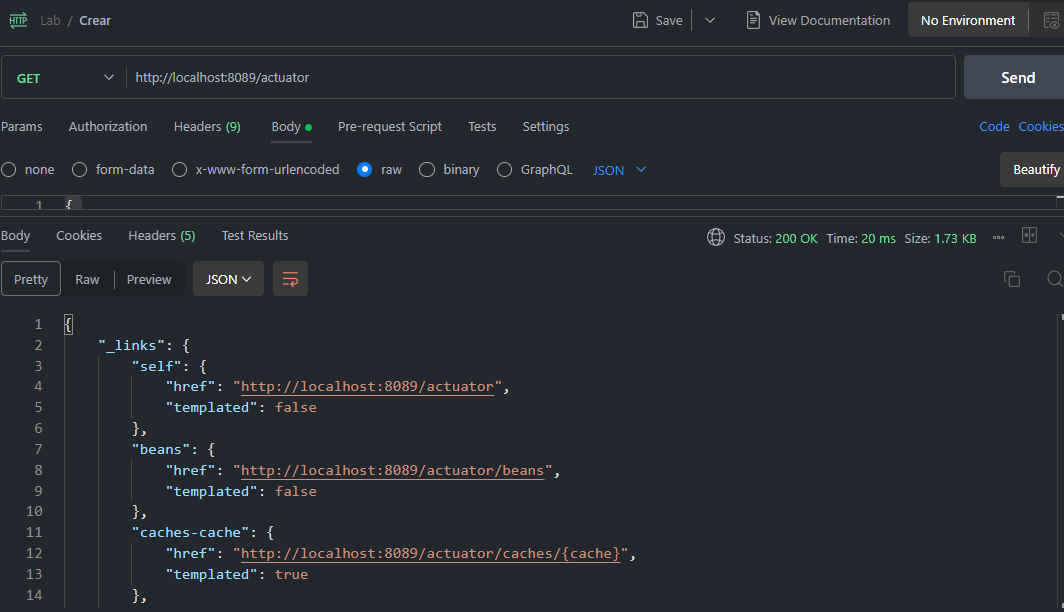 HTTP Lab / Crear Save View Documentation No Environment
GET http://localhost:8089/actuator Send
Params Authorization Headers (9) Body Pre-request Script Tests Settings Code Cookies
none form-data x-www-form-urlencoded raw binary GraphQL JSON Beautify
1 {
Body Cookies Headers (5) Test Results Status: 200 OK Time: 20 ms Size: 1.73 KB
Pretty Raw Preview JSON
1 {
2 "_links": {
3 "self": {
4 "href": "http://localhost:8089/actuator",
5 "templated": false
6 },
7 "beans": {
8 "href": "http://localhost:8089/actuator/beans",
9 "templated": false
10 },
11 "caches-cache": {
12 "href": "http://localhost:8089/actuator/caches/{cache}",
13 "templated": true
14 },